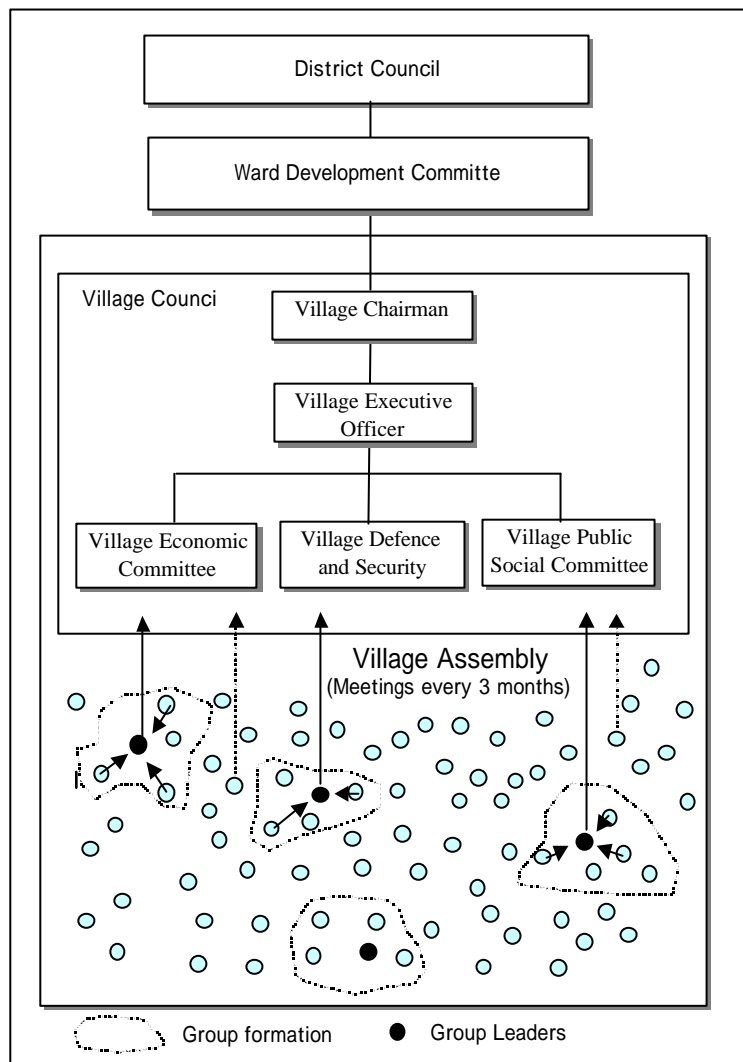 District Council
Ward Development Committe
Village Counci
Village Chairman
Village Executive
Officer
Village Economic
Committee
Village Defence
and Security
Village Public
Social Committee
Village Assembly
(Meetings every 3 months)
Group formation
Group Leaders